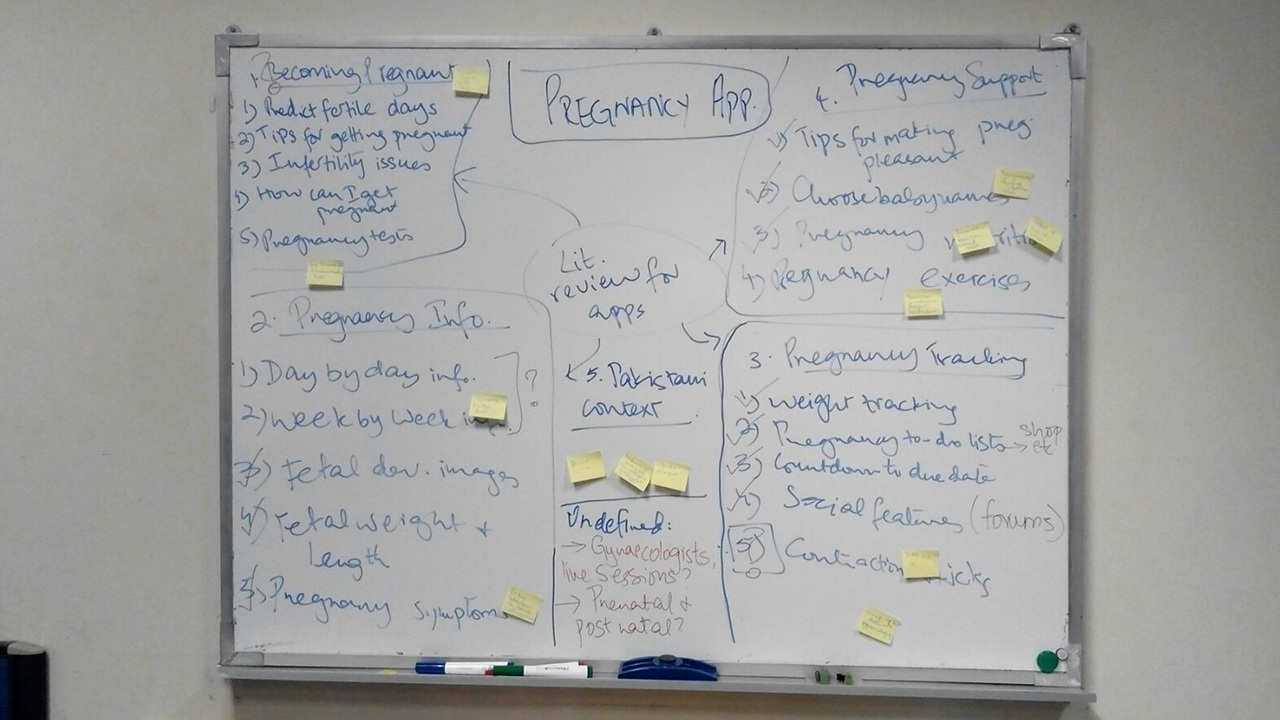 PREGNANCY APP.
1. Becoming Pregnant
1) Predict fertile days
2) Tips for getting pregnant
3) Infertility issues
4) How can I get
pregnant
5) Pregnancy tests
2. Pregnancy Info.
1) Day by day info.
?
2) Week by Week
3) Fetal dev. images
4) Fetal weight &
length
5) Pregnancy symptoms
Lit.
review for
apps
5. Pakistani
context
Undefined:
→ Gynaecologists,
live Sessions?
→ Prenatal &
post natal?
4. Pregnancy Support
1) Tips for making preg.
pleasant
2) Choose baby names
3) Pregnancy
4) Pregnancy exercises
3. Pregnancy Tracking
1) Weight tracking
2) Pregnancy to-do lists → shop
etc
3) Countdown to due date
4) Social features (forums)
5) Contraction